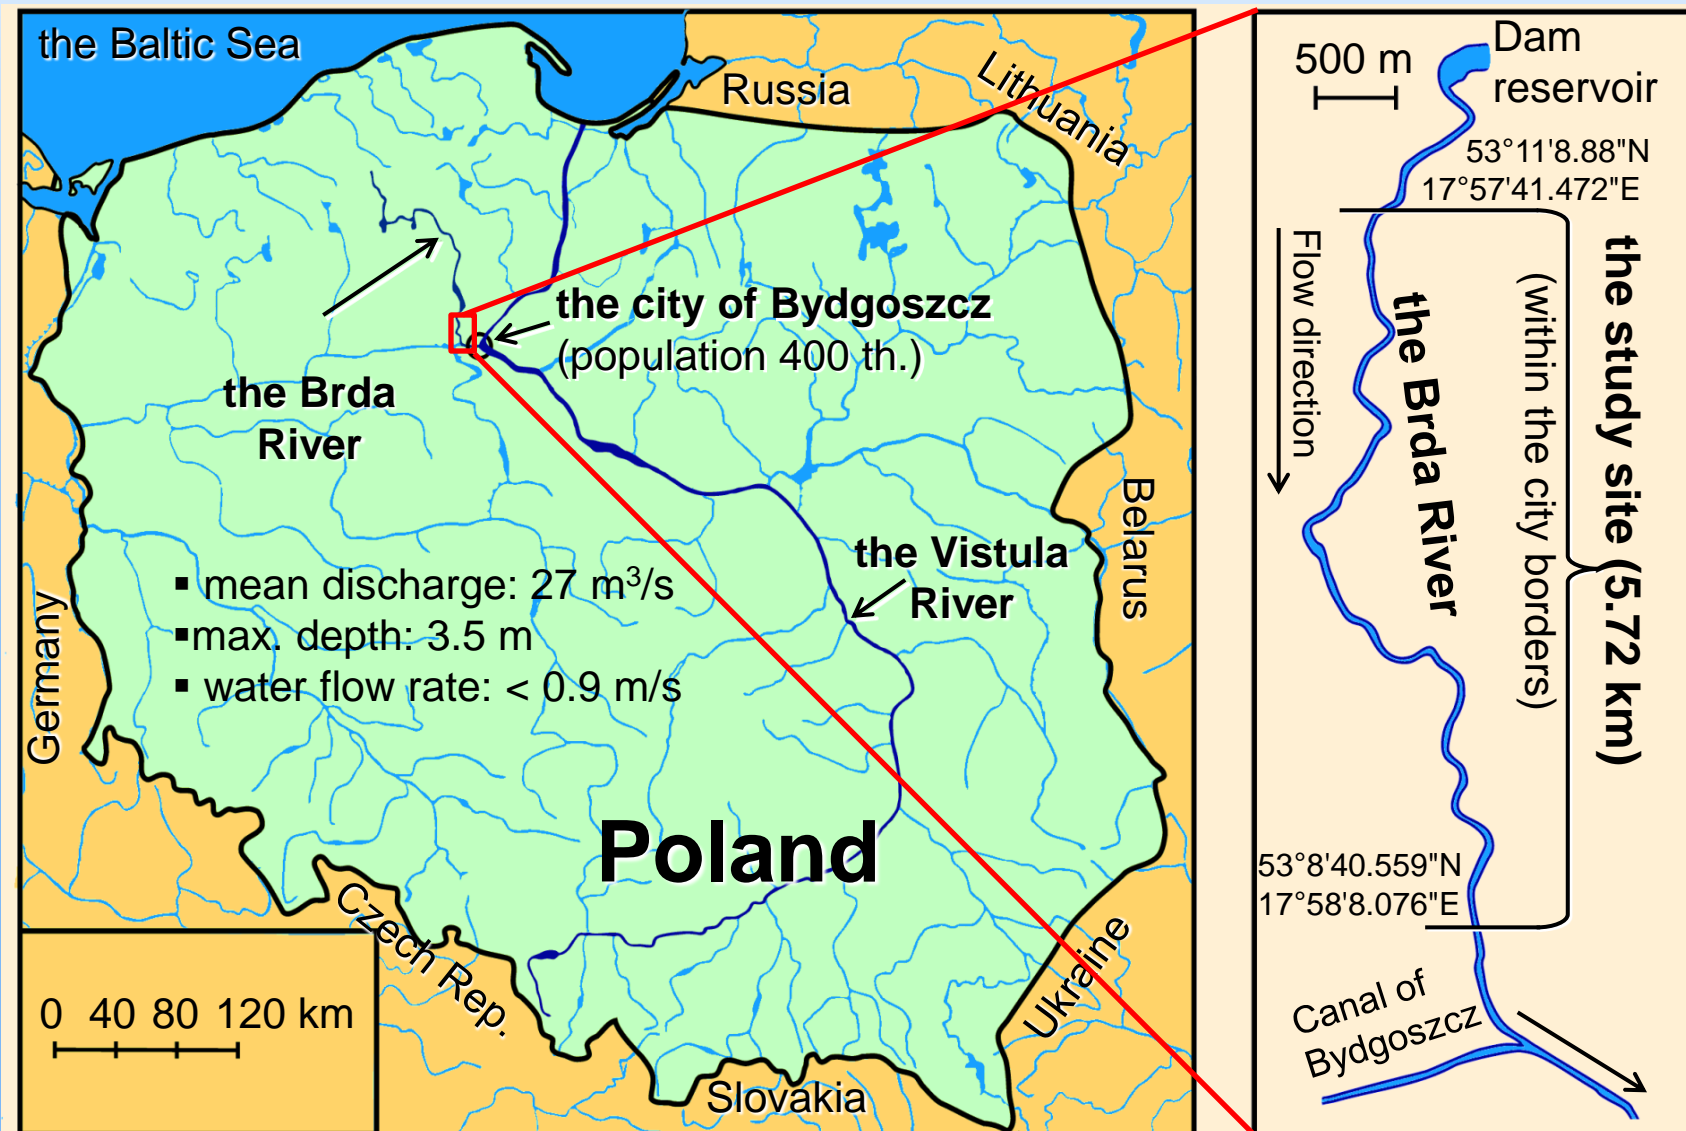 the Baltic Sea
Russia
Lithuania
the city of Bydgoszcz
(population 400 th.)
the Brda
River
Belarus
the Vistula
River
▪ mean discharge: 27 m³/s
▪max. depth: 3.5 m
▪ water flow rate: < 0.9 m/s
Germany
Poland
Czech Rep.
Ukraine
Slovakia
0 40 80 120 km
500 m
Dam
reservoir
53°11'8.88"N
17°57'41.472"E
Flow direction
the Brda River
(within the city borders)
the study site (5.72 km)
53°8'40.559"N
17°58'8.076"E
Canal of
Bydgoszcz